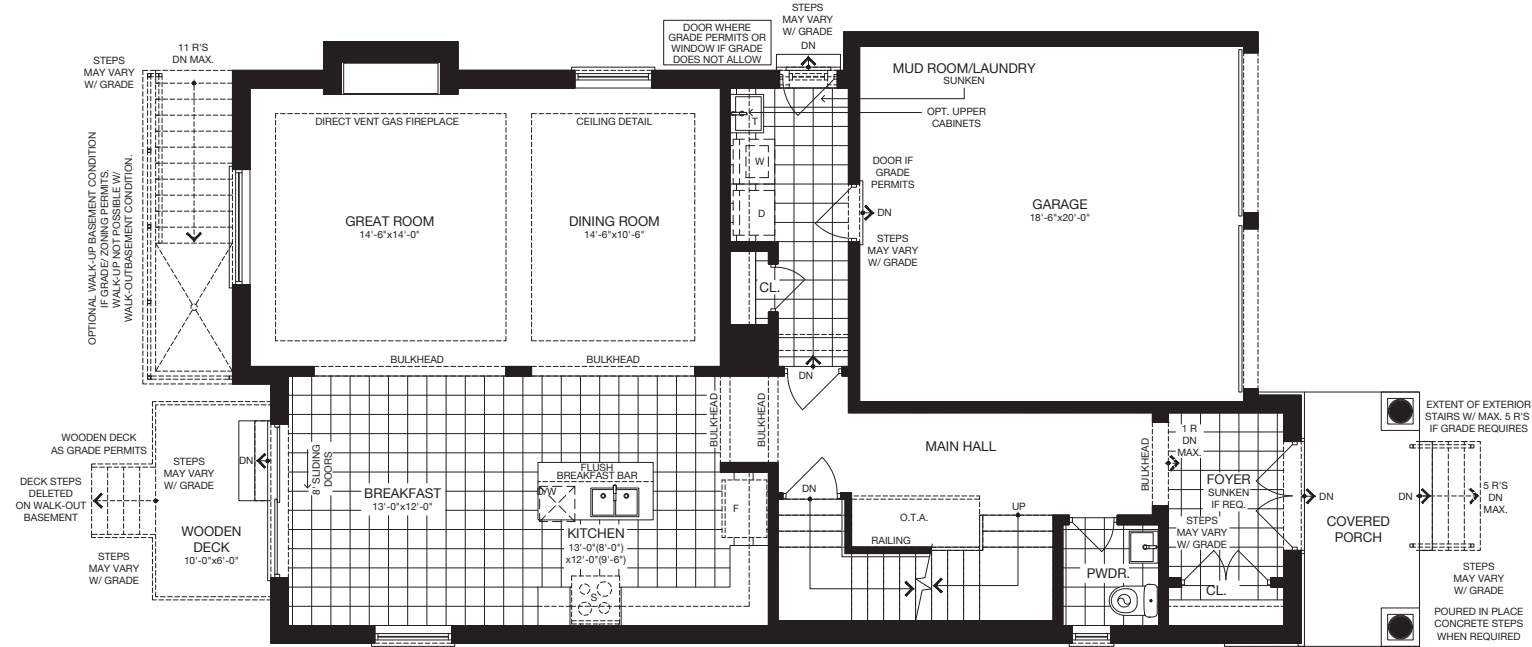 11 R'S
DN MAX.
STEPS
MAY VARY
W/ GRADE
OPTIONAL WALK-UP BASEMENT CONDITION
IF GRADE/ ZONING PERMITS.
WALK-UP NOT POSSIBLE W/
WALK-OUTBASEMENT CONDITION.
DIRECT VENT GAS FIREPLACE
GREAT ROOM
14'-6"x14'-0"
CEILING DETAIL
DINING ROOM
14'-6"x10'-6"
BULKHEAD
BULKHEAD
DOOR WHERE
GRADE PERMITS OR
WINDOW IF GRADE
DOES NOT ALLOW
STEPS
MAY VARY
W/ GRADE
DN
MUD ROOM/LAUNDRY
SUNKEN
OPT. UPPER
CABINETS
T
W
D
CL.
DN
DOOR IF
GRADE
PERMITS
DN
STEPS
MAY VARY
W/ GRADE
GARAGE
18'-6"x20'-0"
WOODEN DECK
AS GRADE PERMITS
DECK STEPS
DELETED
ON WALK-OUT
BASEMENT
STEPS
MAY VARY
W/ GRADE
STEPS
MAY VARY
W/ GRADE
WOODEN
DECK
10'-0"x6'-0"
DN
8' SLIDING
DOORS
BREAKFAST
13'-0"x12'-0"
FLUSH
BREAKFAST BAR
D/W
KITCHEN
13'-0"(8'-0")
x12'-0"(9'-6")
S
F
BULKHEAD
BULKHEAD
MAIN HALL
DN
O.T.A.
RAILING
UP
PWDR.
BULKHEAD
1 R
DN
MAX.
FOYER
SUNKEN
IF REQ.
STEPS
MAY VARY
W/ GRADE
CL.
DN
COVERED
PORCH
DN
EXTENT OF EXTERIOR
STAIRS W/ MAX. 5 R'S
IF GRADE REQUIRES
5 R'S
DN
MAX.
STEPS
MAY VARY
W/ GRADE
POURED IN PLACE
CONCRETE STEPS
WHEN REQUIRED